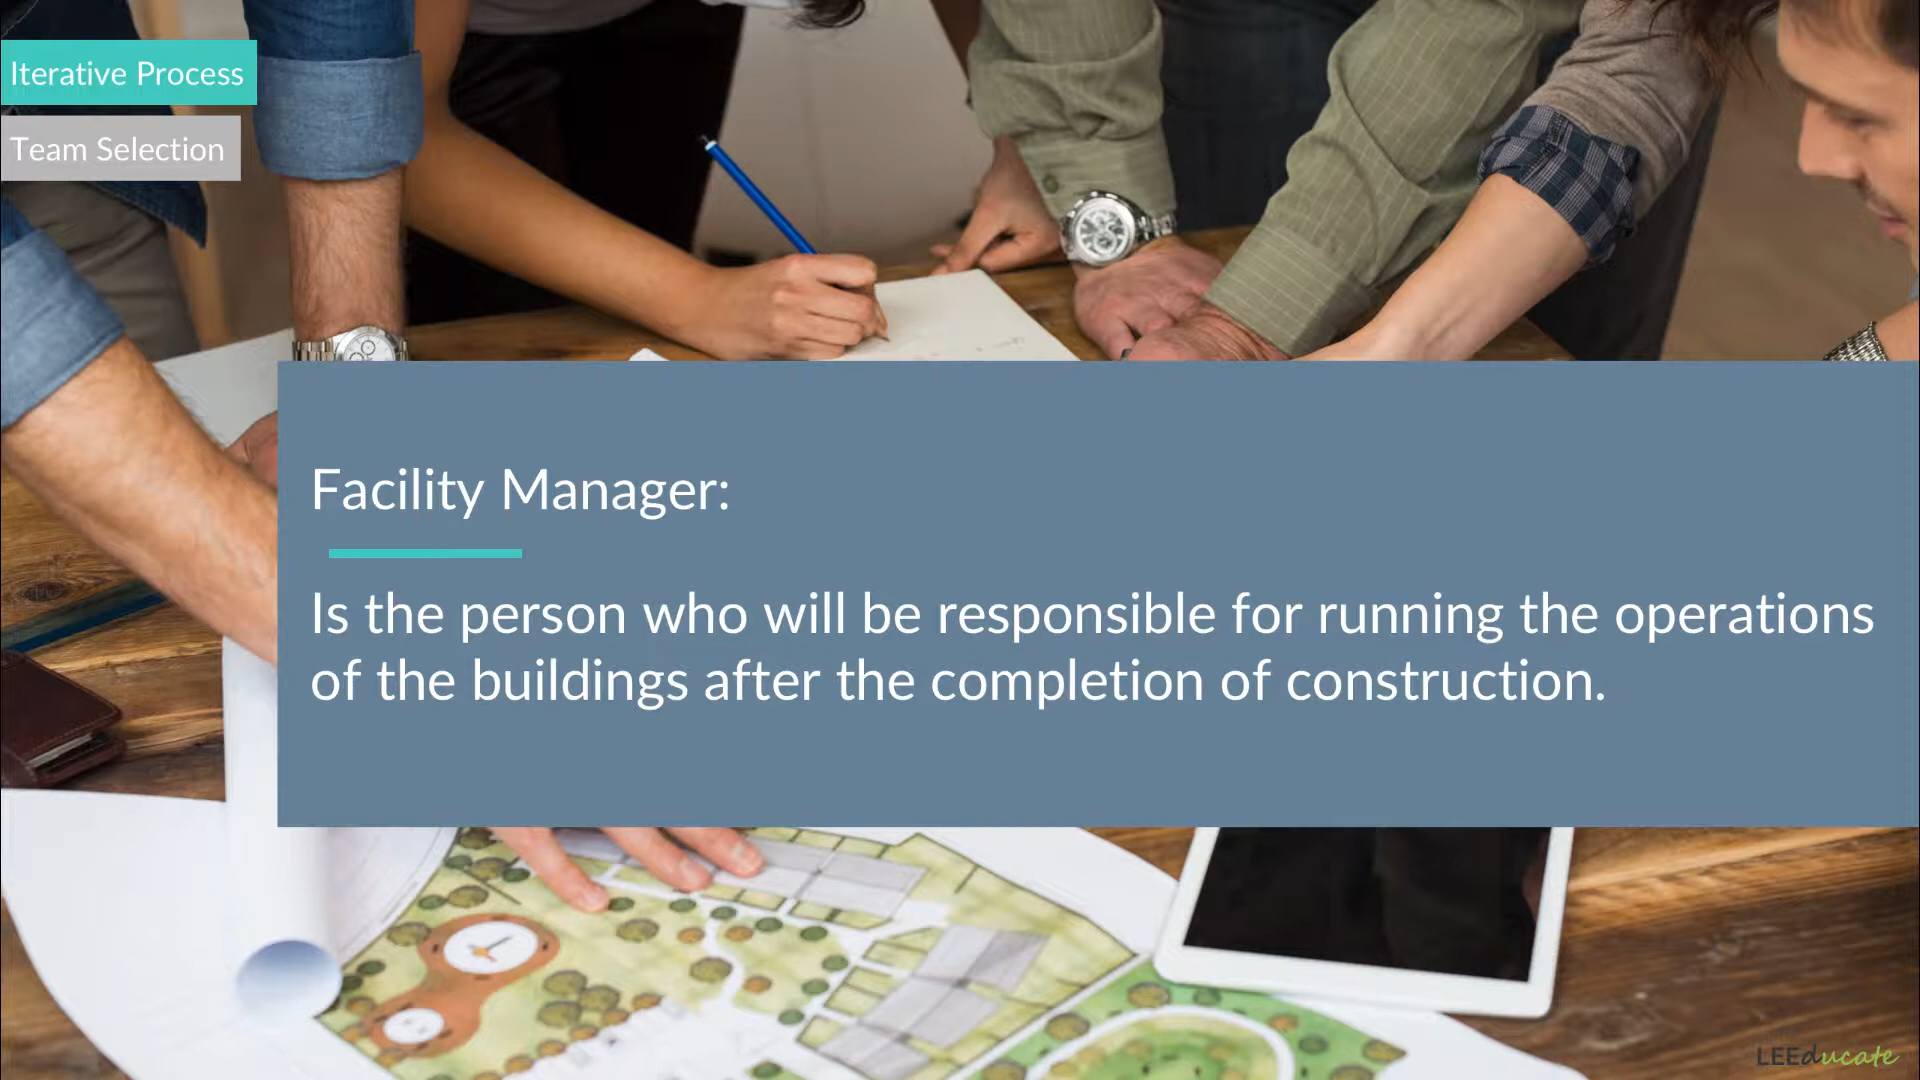 Iterative Process
Team Selection
Facility Manager:
Is the person who will be responsible for running the operations
of the buildings after the completion of construction.
LEEducate